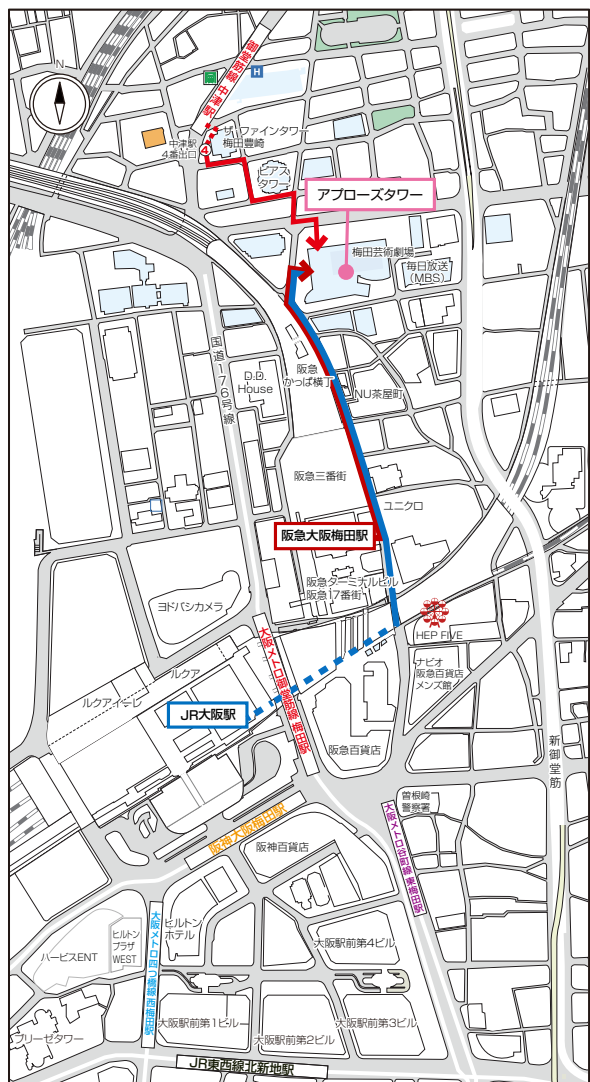 N
御堂筋線 中津駅
H
中津駅
4番出口
4
ザ・ファインタワー
梅田豊崎
ピアス
タワー
アプローズタワー
梅田芸術劇場
毎日放送
(MBS)
国道176号線
D.D.
House
阪急
かっぱ横丁
NU茶屋町
阪急三番街
ユニクロ
阪急大阪梅田駅
阪急ターミナルビル
阪急17番街
ヨドバシカメラ
HEP FIVE
大阪メトロ御堂筋線 梅田駅
ルクア
ルクアイーレ
ナビオ
阪急百貨店
メンズ館
JR大阪駅
阪急百貨店
新御堂筋
曽根崎
警察署
阪神大阪梅田駅
阪神百貨店
大阪メトロ谷町線 東梅田駅
ヒルトン
ホテル
ヒルトン
プラザ
WEST
ハービスENT
大阪メトロ四つ橋線 西梅田駅
大阪駅前第4ビル
大阪駅前第1ビル
大阪駅前第3ビル
大阪駅前第2ビル
ブリーゼタワー
JR東西線北新地駅